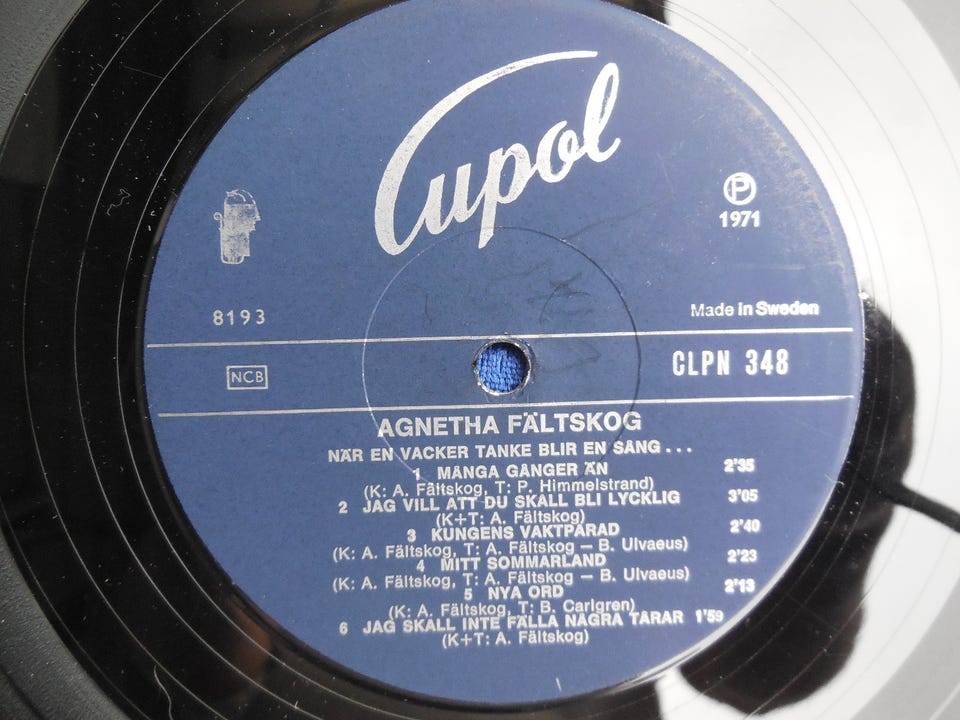 Cupol
P
1971
8193
Made in Sweden
NCB
CLPN 348
AGNETHA FÄLTSKOG
NÄR EN VACKER TANKE BLIR EN SÅNG...
1 MÅNGA GÅNGER ÄN 2'35
(K: A. Fältskog, T: P. Himmelstrand)
2 JAG VILL ATT DU SKALL BLI LYCKLIG 3'05
(K+T: A. Fältskog)
3 KUNGENS VAKTPARAD 2'40
(K: A. Fältskog, T: A. Fältskog – B. Ulvaeus)
4 MITT SOMMARLAND 2'23
(K: A. Fältskog, T: A. Fältskog – B. Ulvaeus)
5 NYA ORD 2'13
(K: A. Fältskog, T: B. Carlgren)
6 JAG SKALL INTE FÄLLA NÅGRA TÅRAR 1'59
(K+T: A. Fältskog)